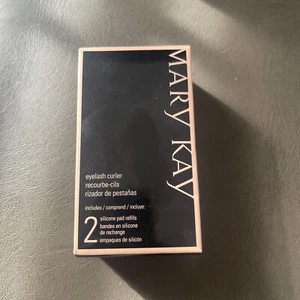 MARY KAY
eyelash curler
recourbe-cils
rizador de pestañas
includes / comprend / incluye:
2 silicone pad refills
bandes en silicone
de rechange
empaques de silicón